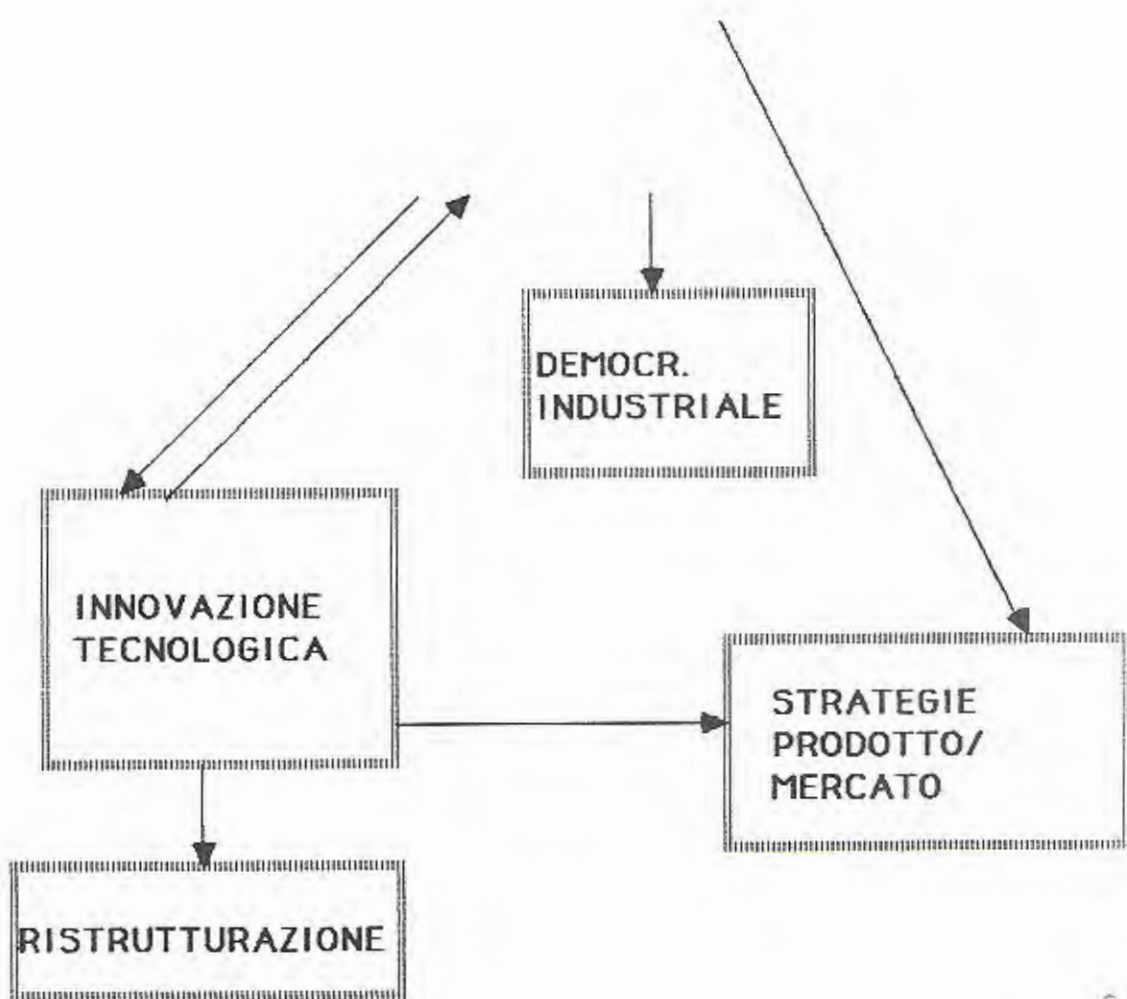 DEMOCR.
INDUSTRIALE
INNOVAZIONE
TECNOLOGICA
STRATEGIE
PRODOTTO/
MERCATO
RISTRUTTURAZIONE